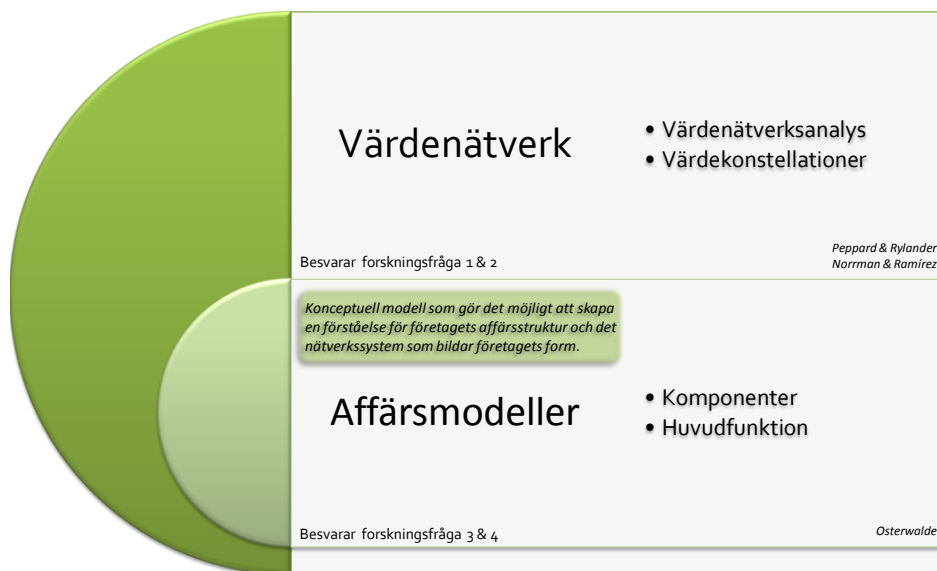 Värdenätverk
• Värdenätverksanalys
• Värdekonstellationer
Besvarar forskningsfråga 1 & 2
Peppard & Rylander
Norrman & Ramírez
Konceptuell modell som gör det möjligt att skapa
en förståelse för företagets affärsstruktur och det
nätverkssystem som bildar företagets form.
Affärsmodeller
• Komponenter
• Huvudfunktion
Besvarar forskningsfråga 3 & 4
Osterwalde